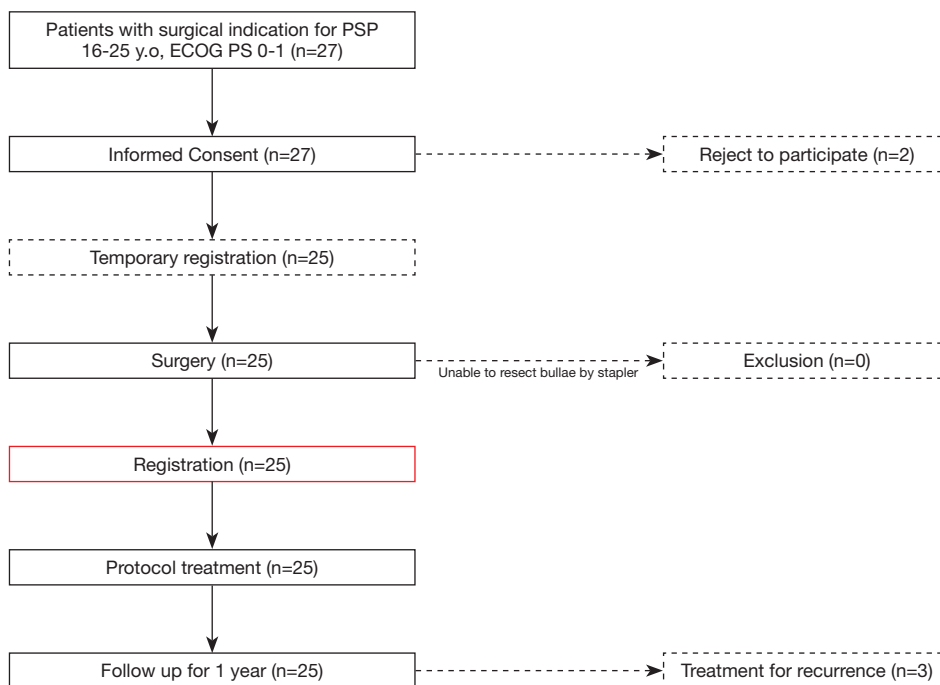 Patients with surgical indication for PSP
16-25 y.o, ECOG PS 0-1 (n=27)
Informed Consent (n=27)
Reject to participate (n=2)
Temporary registration (n=25)
Surgery (n=25)
Unable to resect bullae by stapler
Exclusion (n=0)
Registration (n=25)
Protocol treatment (n=25)
Follow up for 1 year (n=25)
Treatment for recurrence (n=3)